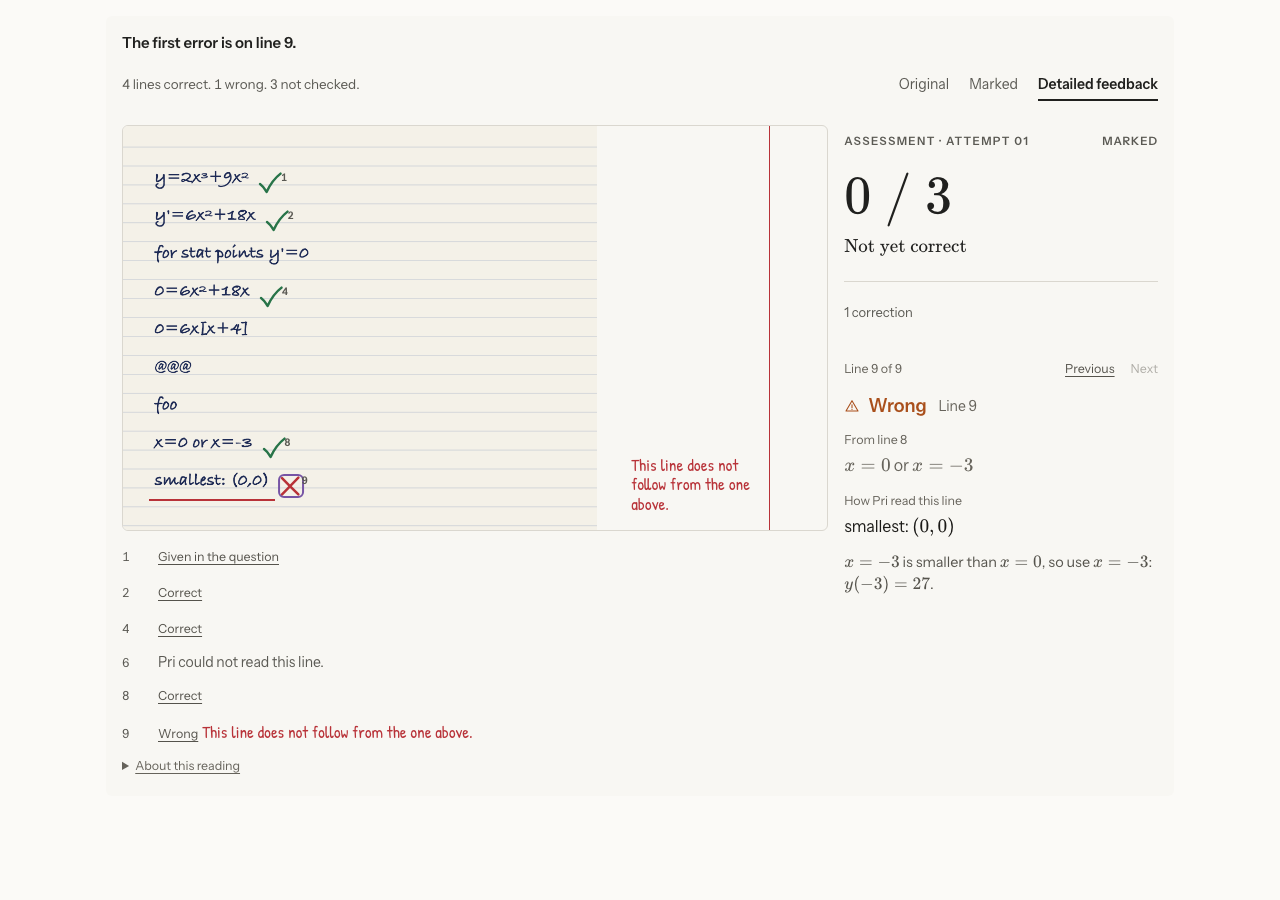 The first error is on line 9.
4 lines correct. 1 wrong. 3 not checked.
Original Marked Detailed feedback
y=2x³+9x² 1
y'=6x²+18x 2
for stat points y'=0
0=6x²+18x 4
0=6x[x+4]
@@@
foo
x=0 or x=-3 8
smallest: (0,0) 9
This line does not
follow from the one
above.
ASSESSMENT · ATTEMPT 01 MARKED
0 / 3
Not yet correct
1 correction
Line 9 of 9 Previous Next
Wrong Line 9
From line 8
x = 0 or x = −3
How Pri read this line
smallest: (0, 0)
x = −3 is smaller than x = 0, so use x = −3:
y(−3) = 27.
1 Given in the question
2 Correct
4 Correct
6 Pri could not read this line.
8 Correct
9 Wrong This line does not follow from the one above.
About this reading